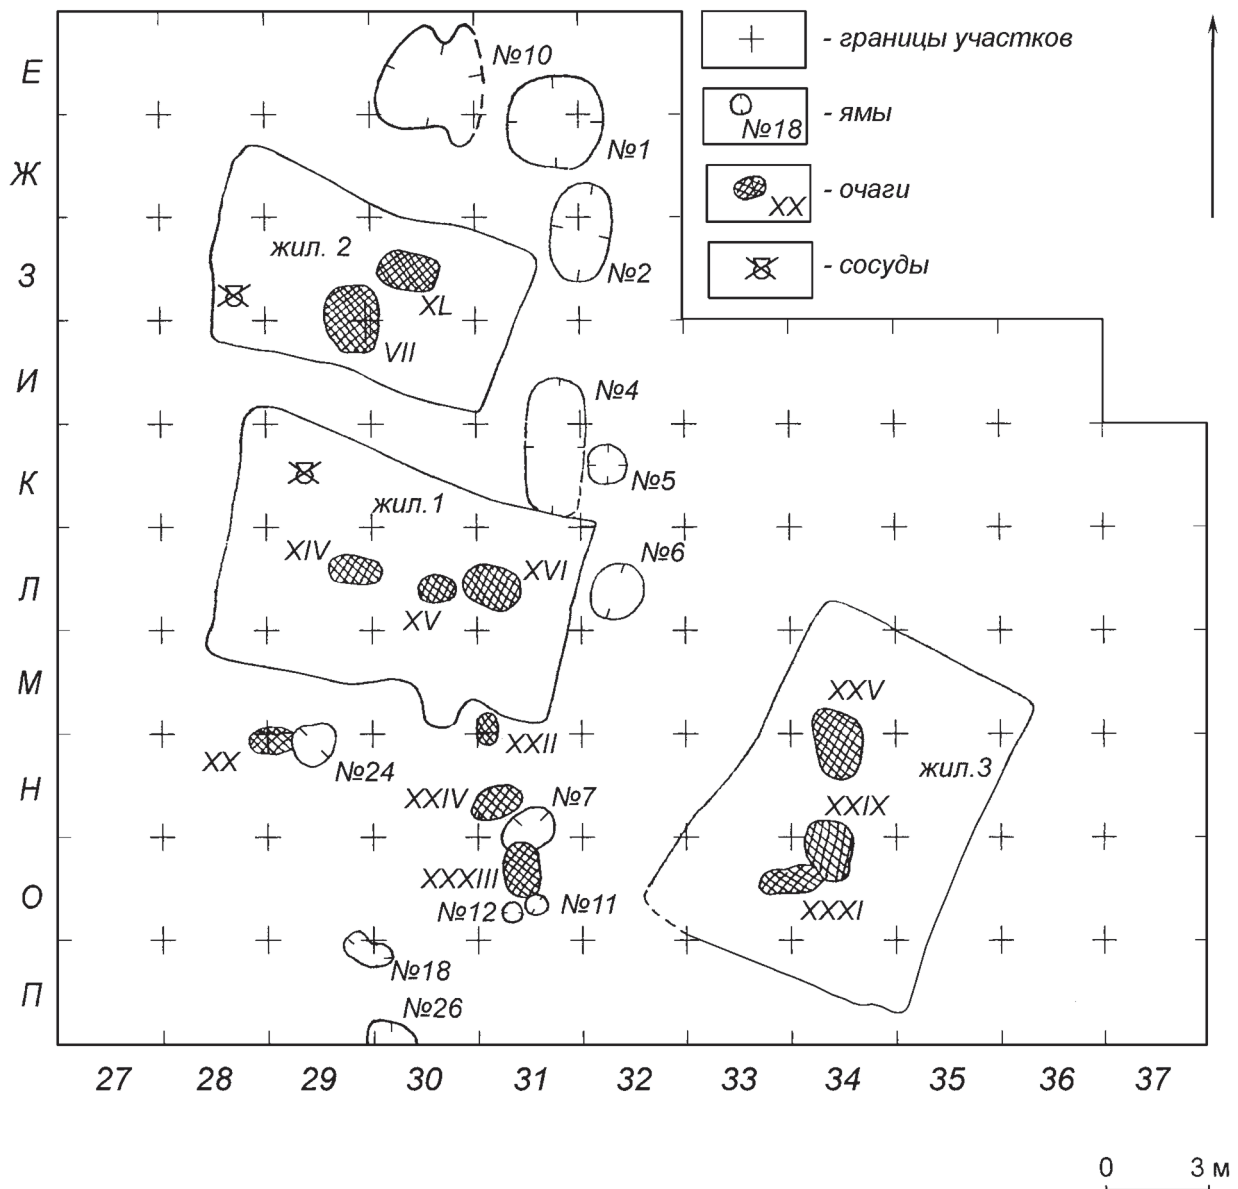 Е
№10
- границы участков
№18
- ямы
№1
Ж
XX
- очаги
жил. 2
№2
- сосуды
З
XL
VII
И
№4
К
№5
жил.1
XIV
XVI
№6
Л
XV
М
XXV
XX
№24
XXII
жил.3
Н
XXIV
№7
XXIX
О
XXXIII
№12
№11
XXXI
№18
П
№26
27 28 29 30 31 32 33 34 35 36 37
0 3 м